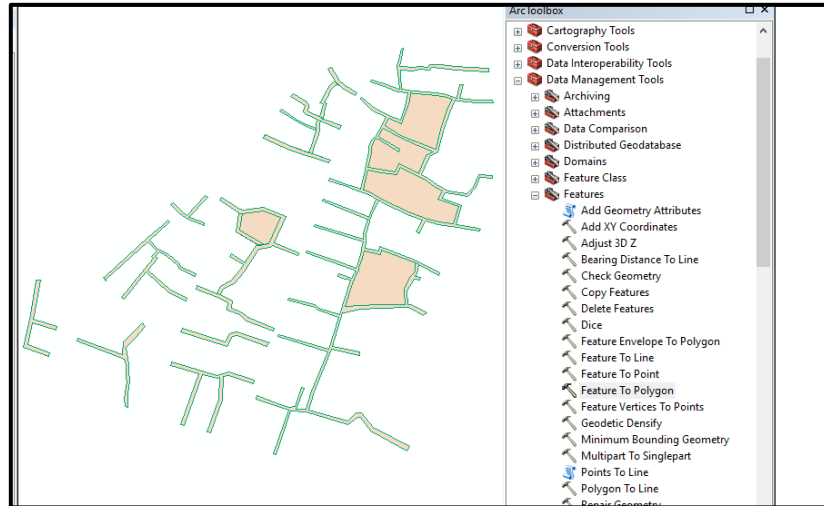 ArcToolbox
Cartography Tools
Conversion Tools
Data Interoperability Tools
Data Management Tools
Archiving
Attachments
Data Comparison
Distributed Geodatabase
Domains
Feature Class
Features
Add Geometry Attributes
Add XY Coordinates
Adjust 3D Z
Bearing Distance To Line
Check Geometry
Copy Features
Delete Features
Dice
Feature Envelope To Polygon
Feature To Line
Feature To Point
Feature To Polygon
Feature Vertices To Points
Geodetic Densify
Minimum Bounding Geometry
Multipart To Singlepart
Points To Line
Polygon To Line
Repair Geometry